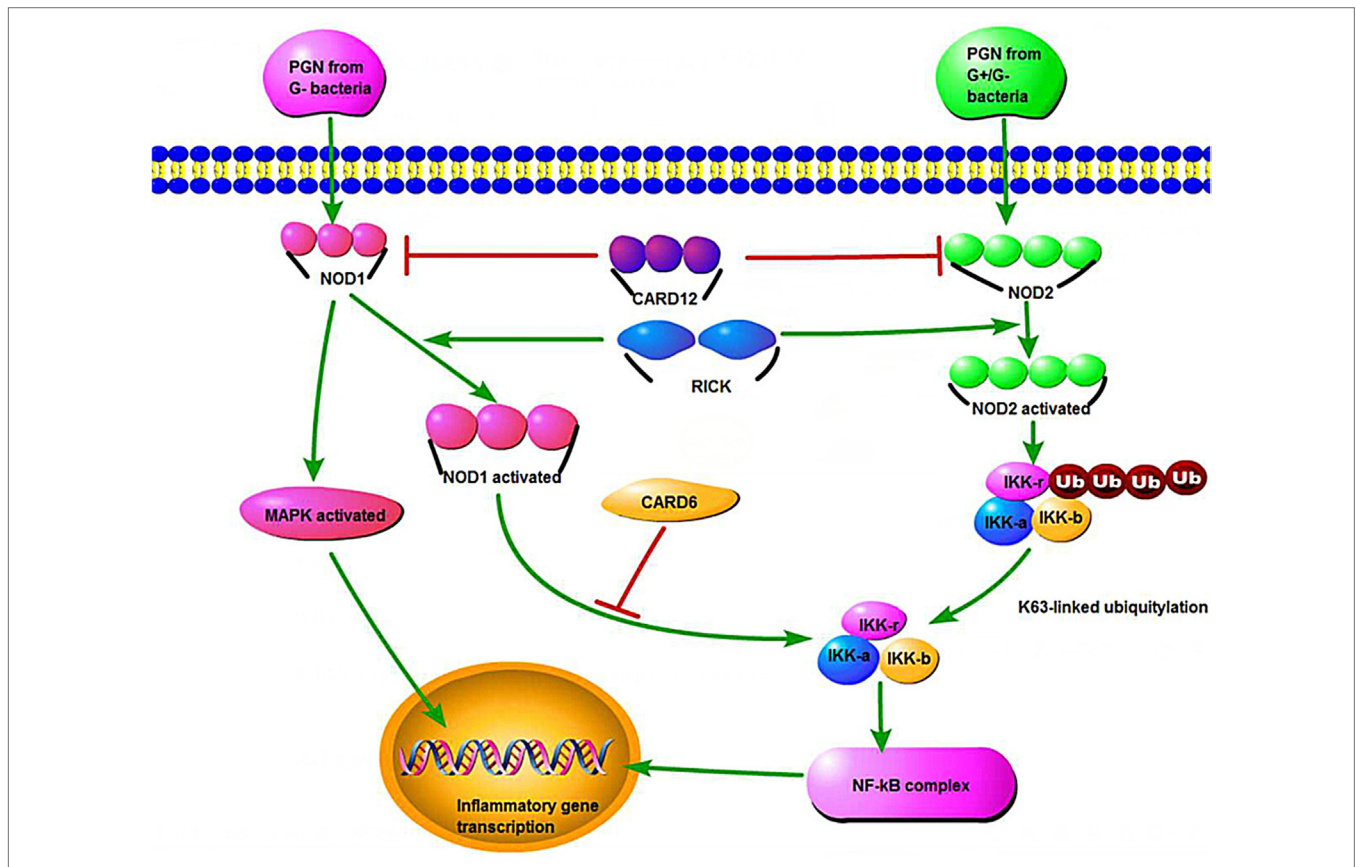 PGN from
G- bacteria
PGN from
G+/G-
bacteria
NOD1
CARD12
NOD2
RICK
NOD2 activated
NOD1 activated
IKK-r
Ub
Ub
Ub
Ub
IKK-a
IKK-b
MAPK activated
CARD6
K63-linked ubiquitylation
IKK-r
IKK-a
IKK-b
NF-kB complex
Inflammatory gene
transcription